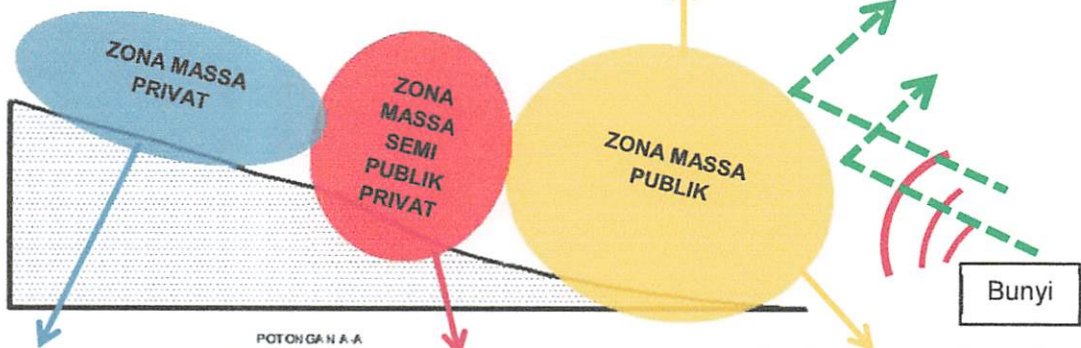 ZONA MASSA
PRIVAT
ZONA
MASSA
SEMI
PUBLIK
PRIVAT
ZONA MASSA
PUBLIK
Bunyi
POTONGAN A-A